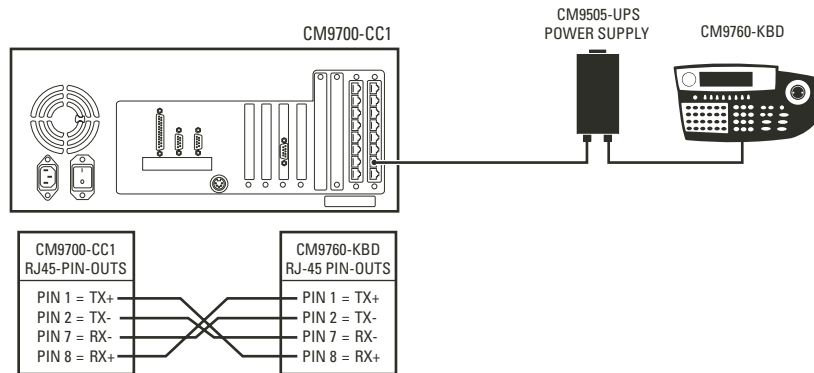 CM9700-CC1
CM9505-UPS
POWER SUPPLY
CM9760-KBD
CM9700-CC1
RJ45-PIN-OUTS
PIN 1 = TX+
PIN 2 = TX-
PIN 7 = RX-
PIN 8 = RX+
CM9760-KBD
RJ-45 PIN-OUTS
PIN 1 = TX+
PIN 2 = TX-
PIN 7 = RX-
PIN 8 = RX+